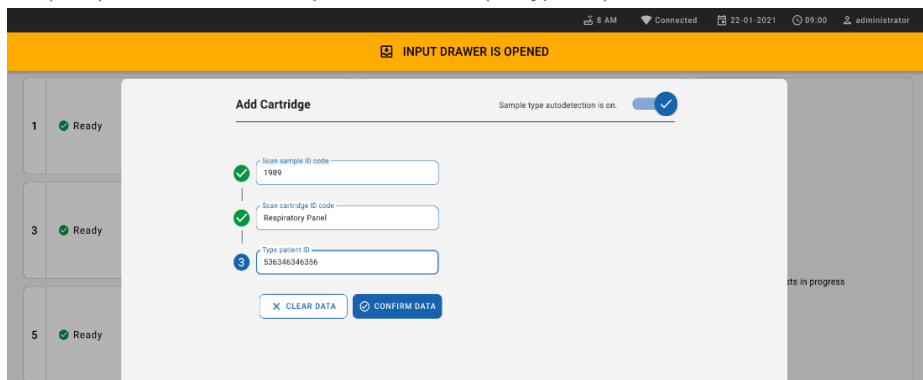 8 AM Connected 22-01-2021 09:00 administrator
INPUT DRAWER IS OPENED
Add Cartridge Sample type autodetection is on.
1 Ready
Scan sample ID code
1989
Scan cartridge ID code
Respiratory Panel
3 Ready
Type patient ID
3 536346346356
sts in progress
CLEAR DATA CONFIRM DATA
5 Ready